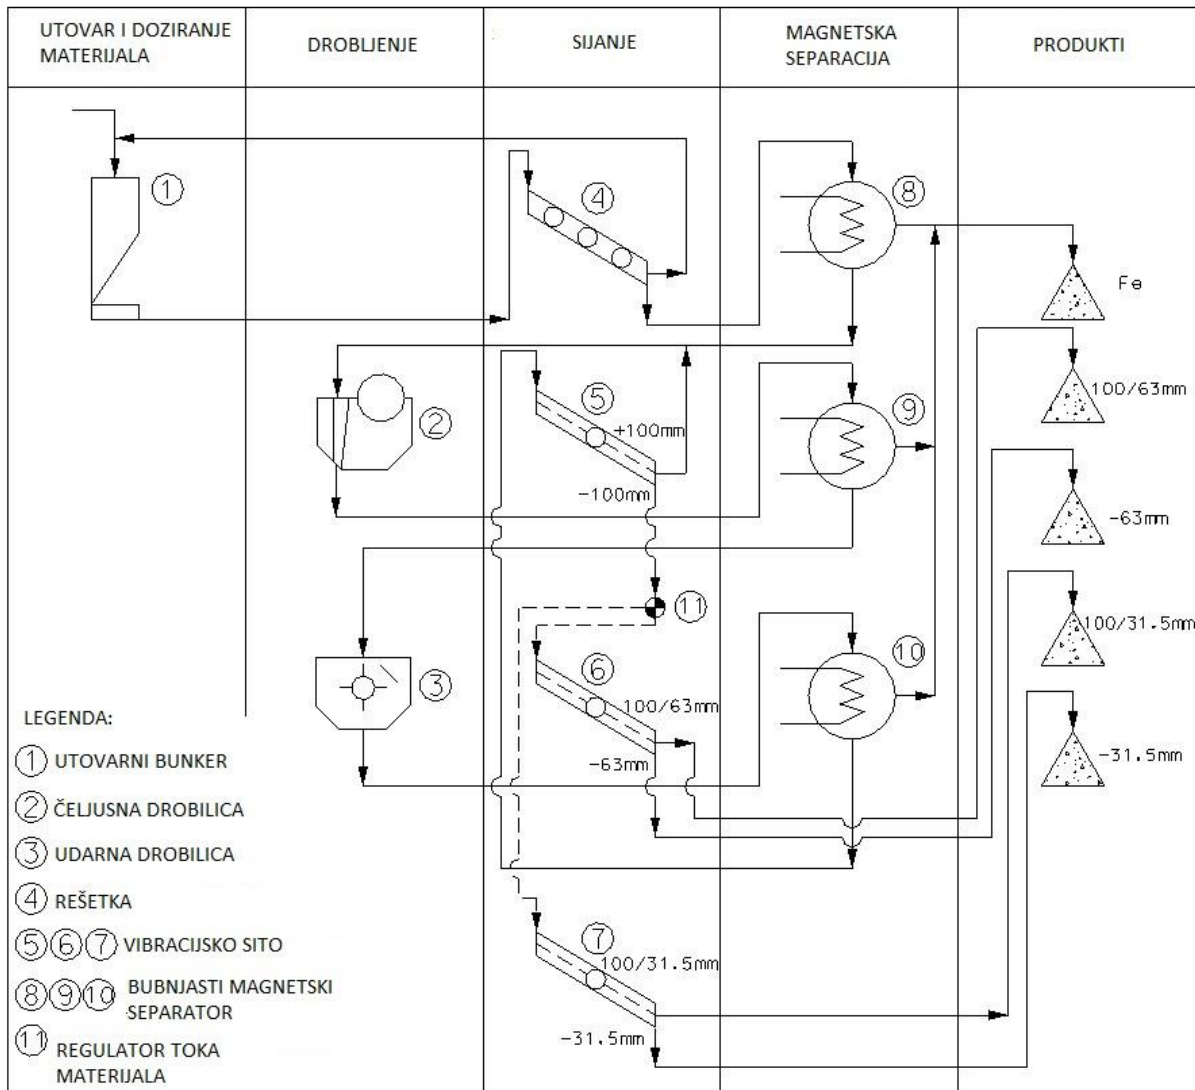 UTOVAR I DOZIRANJE
MATERIJALA
DROBLJENJE
SIJANJE
MAGNETSKA
SEPARACIJA
PRODUKTI
1
4
8
Fe
100/63mm
5
+100mm
-100mm
2
9
-63mm
11
100/31.5mm
6
100/63mm
-63mm
3
10
-31.5mm
7
100/31.5mm
-31.5mm
LEGENDA:
1 UTOVARNI BUNKER
2 ČELJUSNA DROBILICA
3 UDARNA DROBILICA
4 REŠETKA
5 6 7 VIBRACIJSKO SITO
8 9 10 BUBNJASTI MAGNETSKI
SEPARATOR
11 REGULATOR TOKA
MATERIJALA